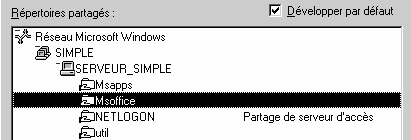 Répertoires partagés : Développer par défaut
Réseau Microsoft Windows
SIMPLE
SERVEUR_SIMPLE
Msapps
Msoffice
NETLOGON Partage de serveur d'accès
util